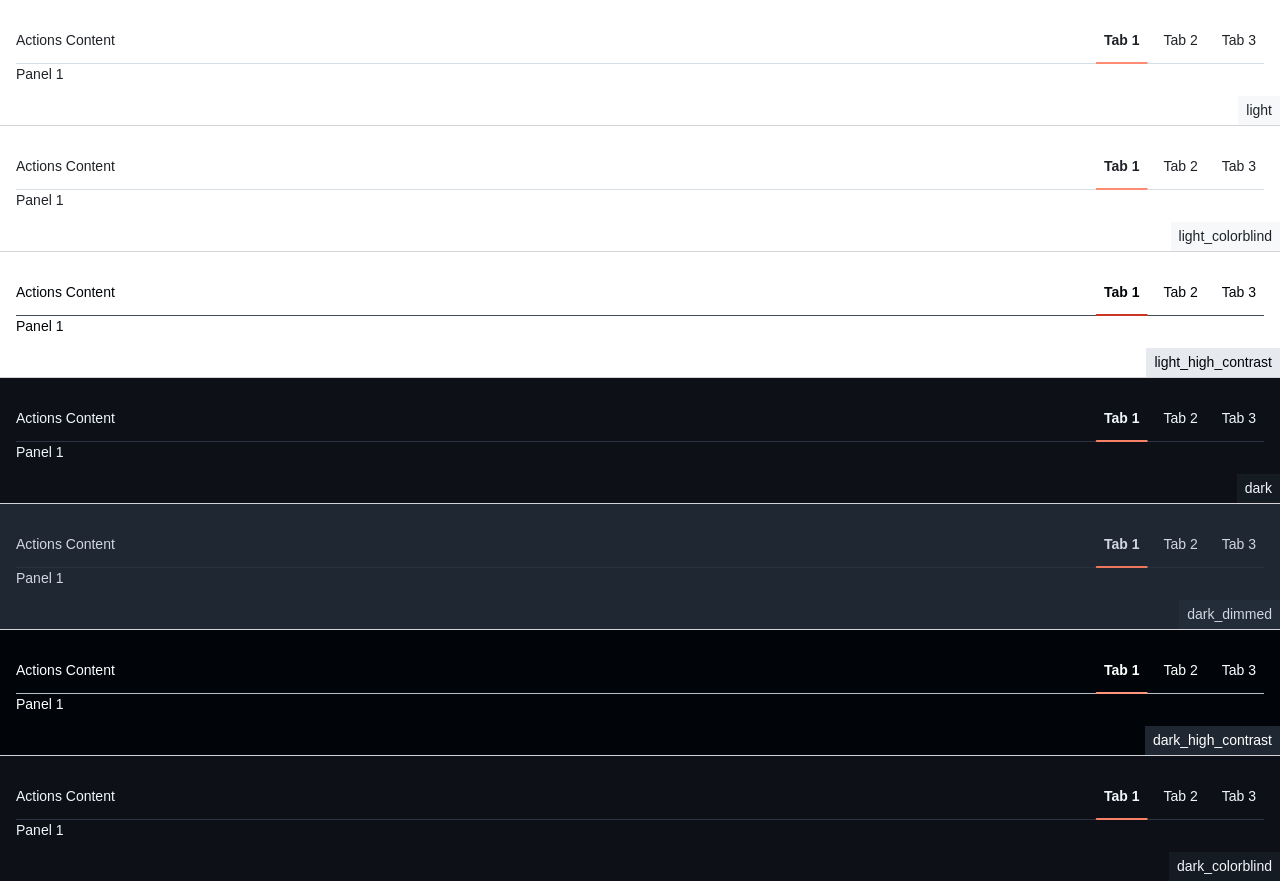 Actions Content Tab 1 Tab 2 Tab 3
Panel 1
light
Actions Content Tab 1 Tab 2 Tab 3
Panel 1
light_colorblind
Actions Content Tab 1 Tab 2 Tab 3
Panel 1
light_high_contrast
Actions Content Tab 1 Tab 2 Tab 3
Panel 1
dark
Actions Content Tab 1 Tab 2 Tab 3
Panel 1
dark_dimmed
Actions Content Tab 1 Tab 2 Tab 3
Panel 1
dark_high_contrast
Actions Content Tab 1 Tab 2 Tab 3
Panel 1
dark_colorblind